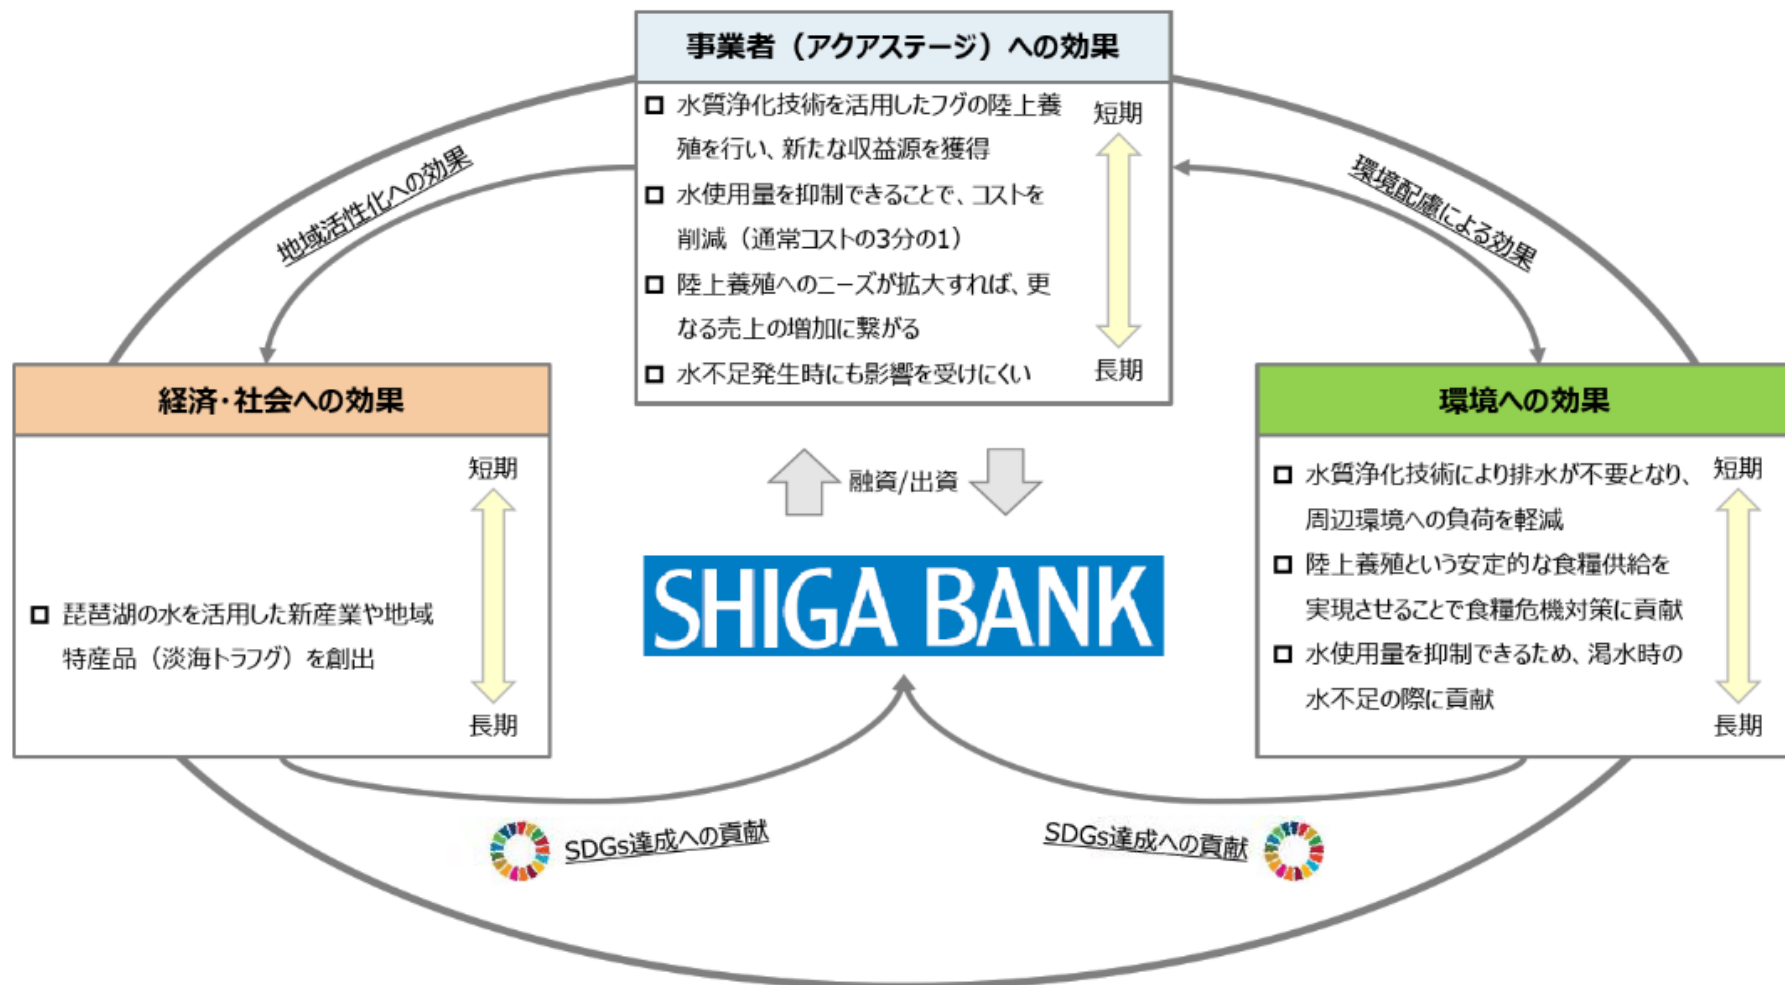 事業者（アクアステージ）への効果
水質浄化技術を活用したフグの陸上養
殖を行い、新たな収益源を獲得
水使用量を抑制できることで、コストを
削減（通常コストの3分の1）
陸上養殖へのニーズが拡大すれば、更
なる売上の増加に繋がる
水不足発生時にも影響を受けにくい
短期
長期
地域活性化への効果
環境配慮による効果
経済・社会への効果
短期
琵琶湖の水を活用した新産業や地域
特産品（淡海トラフグ）を創出
長期
融資/出資
SHIGA BANK
環境への効果
水質浄化技術により排水が不要となり、
周辺環境への負荷を軽減
陸上養殖という安定的な食糧供給を
実現させることで食糧危機対策に貢献
水使用量を抑制できるため、渇水時の
水不足の際に貢献
短期
長期
SDGs達成への貢献
SDGs達成への貢献